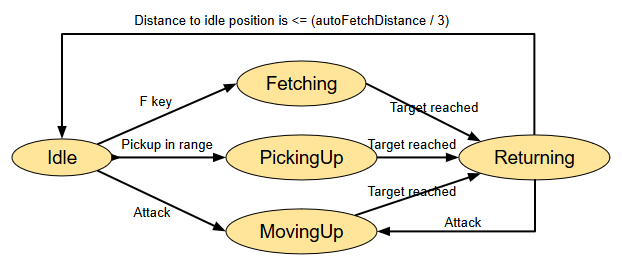 Distance to idle position is <= (autoFetchDistance / 3)
Fetching
F key
Target reached
Pickup in range
Target reached
Idle
PickingUp
Returning
Target reached
Attack
Attack
MovingUp